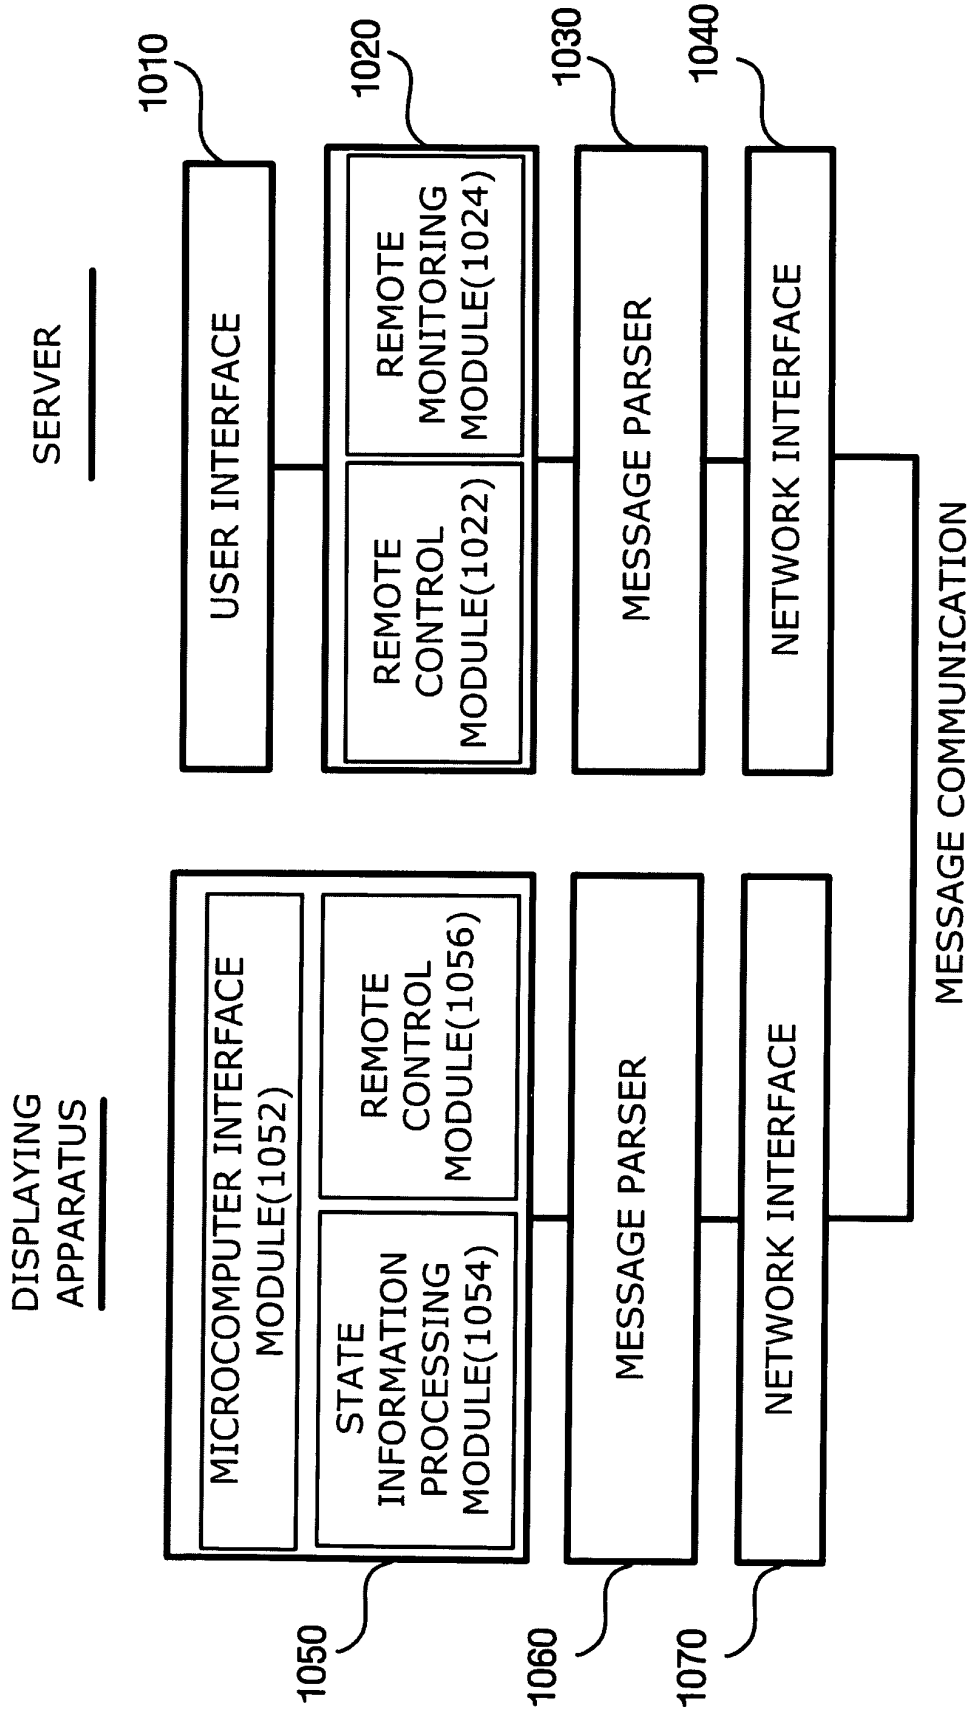 DISPLAYING
APPARATUS
MICROCOMPUTER INTERFACE
MODULE(1052)
STATE
INFORMATION
PROCESSING
MODULE(1054)
REMOTE
CONTROL
MODULE(1056)
1050
MESSAGE PARSER
1060
NETWORK INTERFACE
1070
SERVER
USER INTERFACE
1010
REMOTE
CONTROL
MODULE(1022)
REMOTE
MONITORING
MODULE(1024)
1020
MESSAGE PARSER
1030
NETWORK INTERFACE
1040
MESSAGE COMMUNICATION